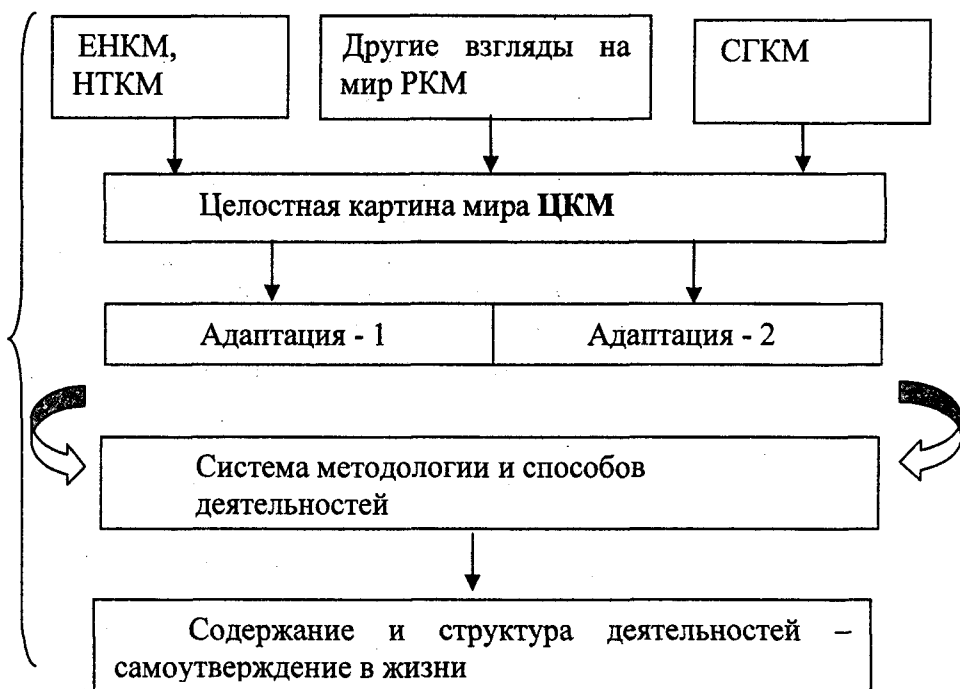 ЕНКМ,
НТКМ
Другие взгляды на
мир РКМ
СГКМ
Целостная картина мира ЦКМ
Адаптация - 1
Адаптация - 2
Система методологии и способов
деятельностей
Содержание и структура деятельностей –
самоутверждение в жизни